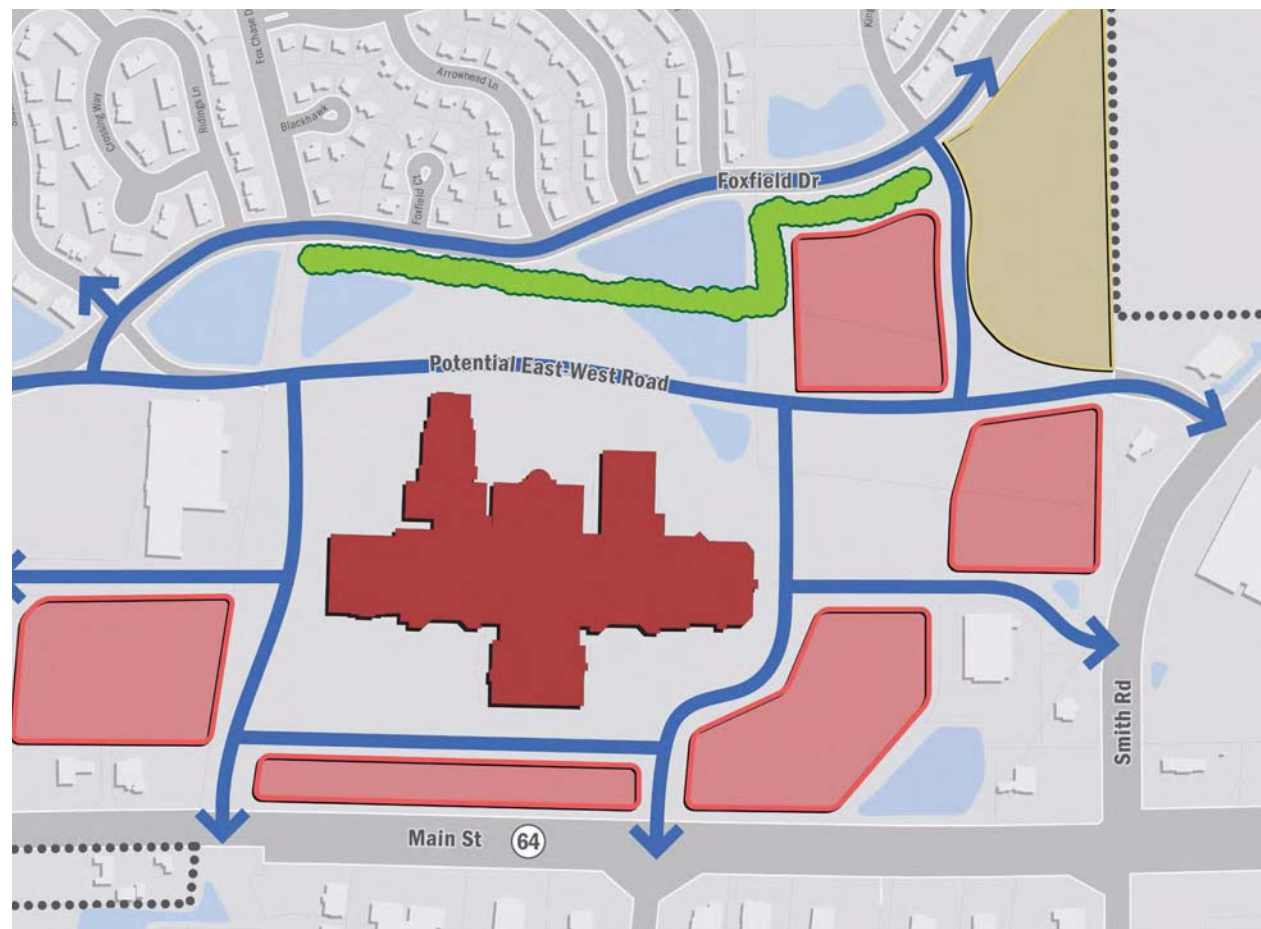 Fox Chase D
King
Crossing Way
Ridings Ln
Arrowhead Ln
Blackhawk
Foxfield Ct
Foxfield Dr
Potential East-West Road
Smith Rd
Main St 64